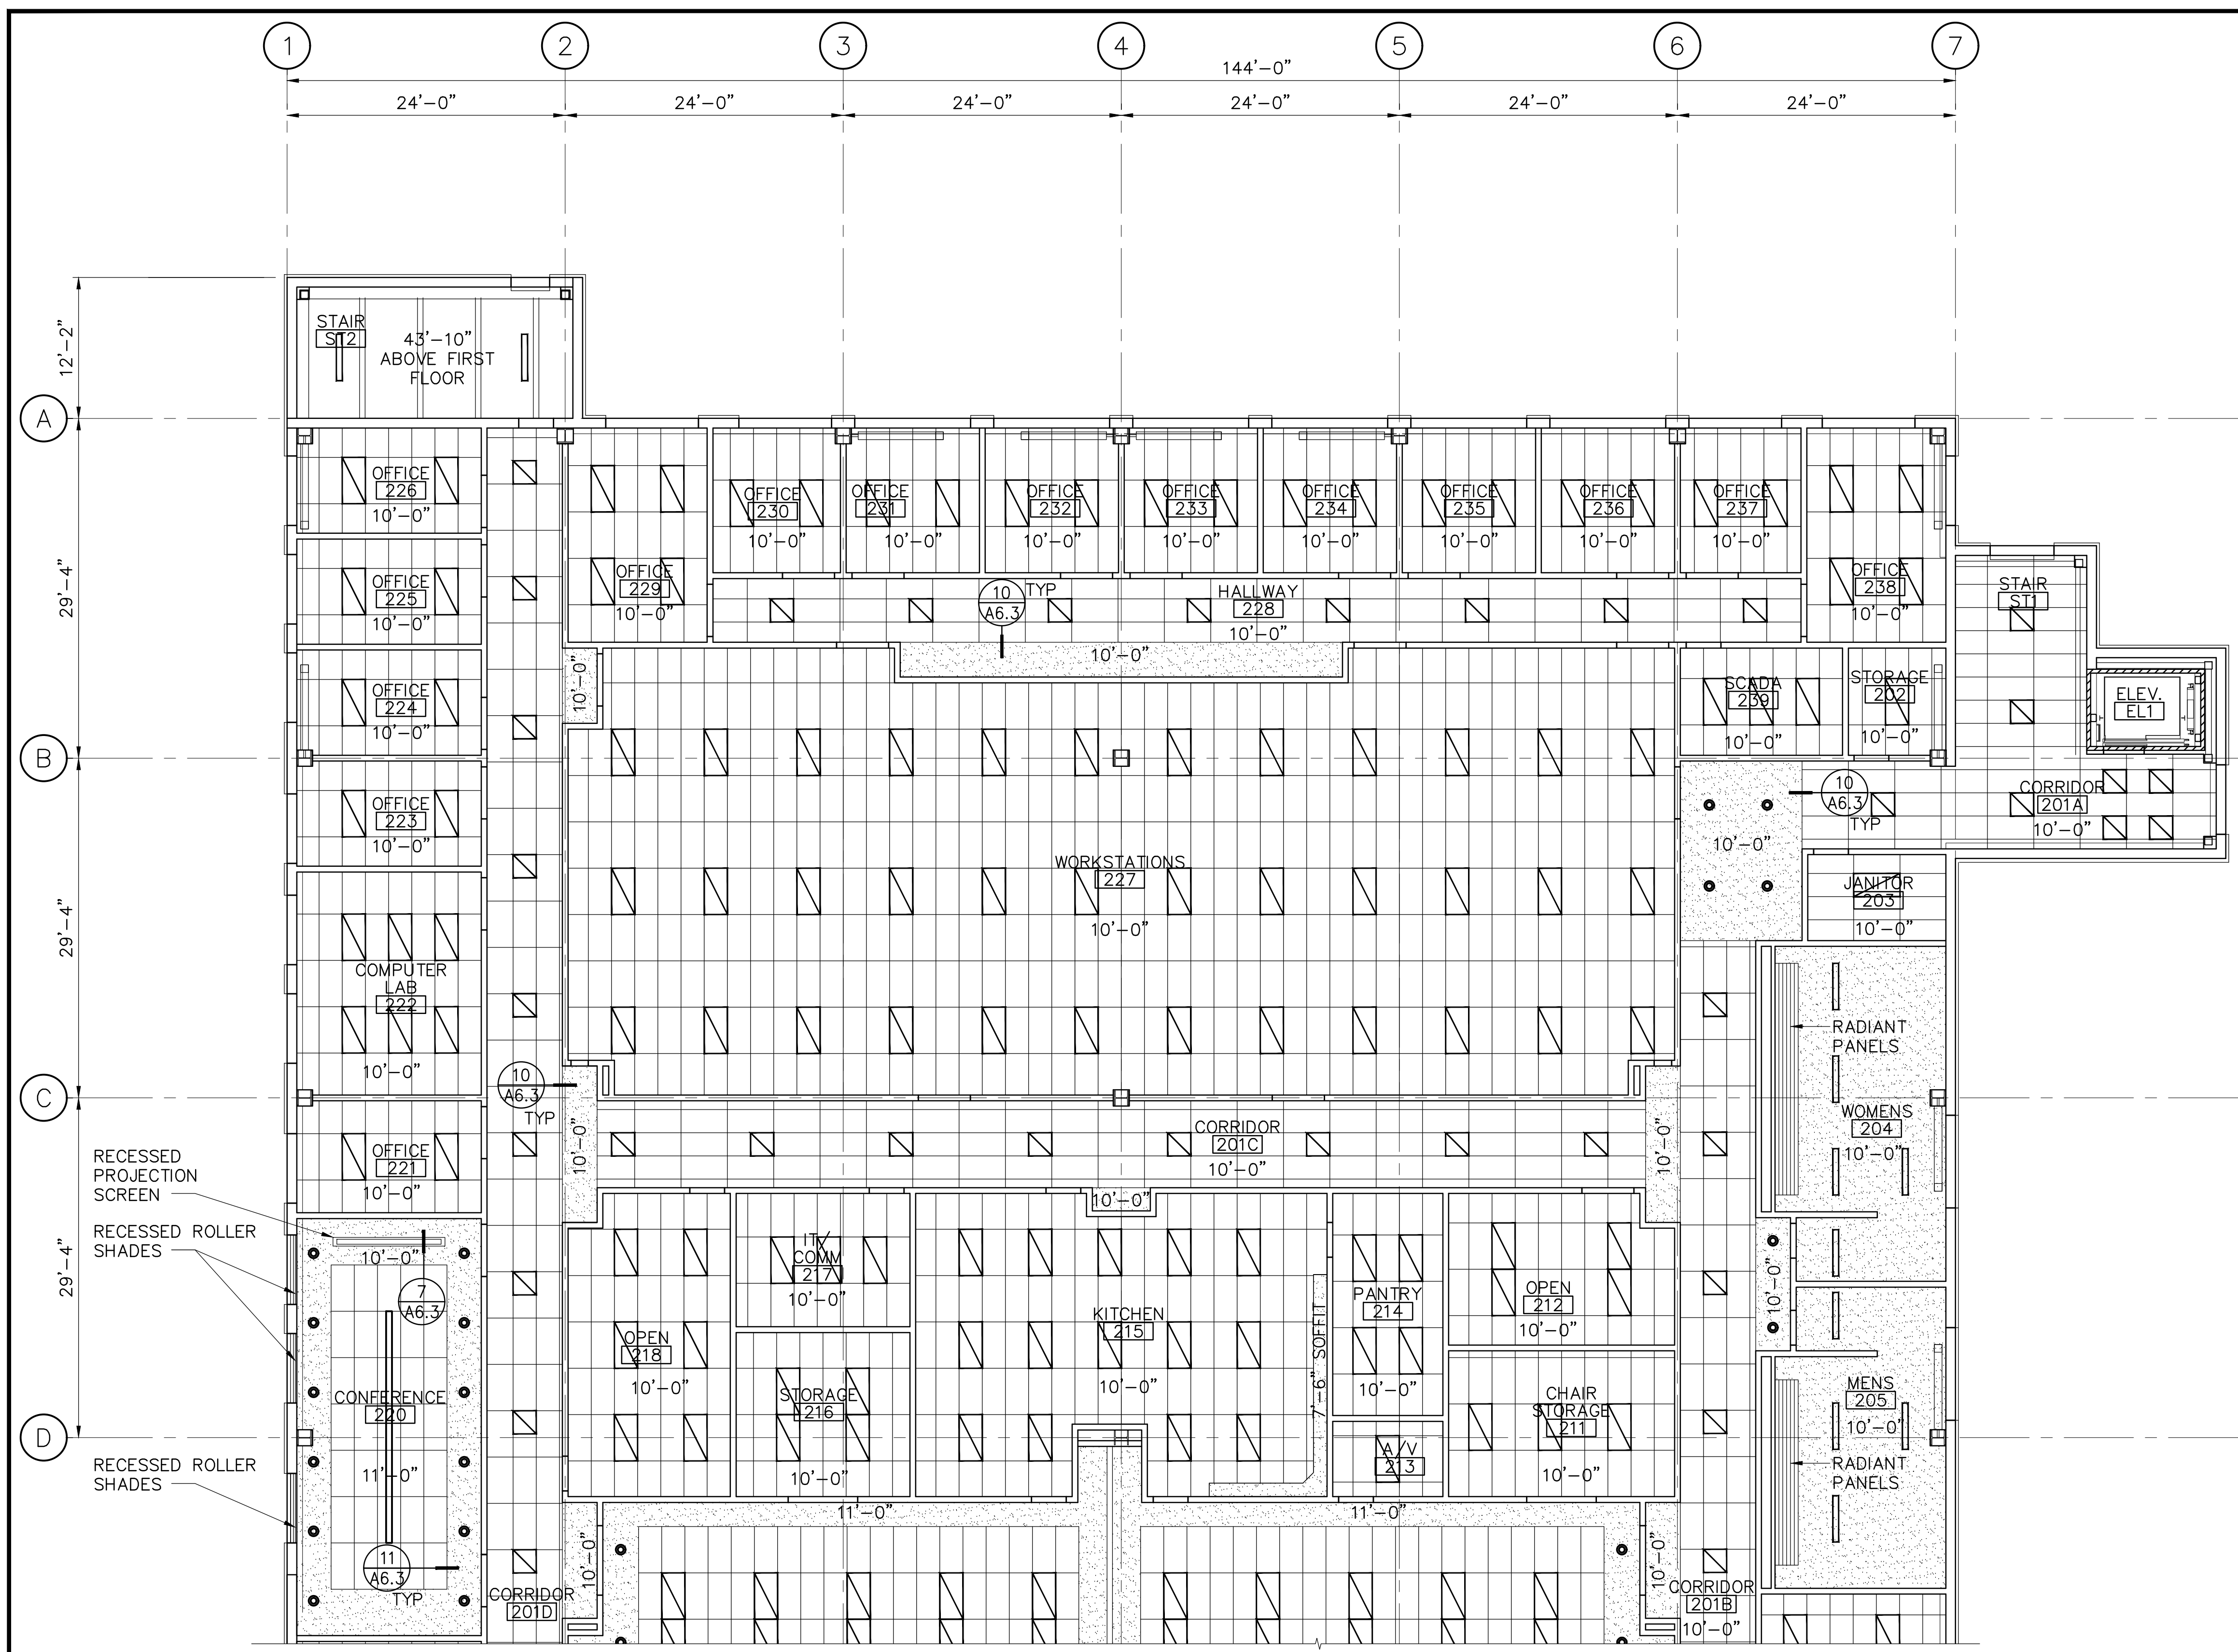 1 2 3 4 5 6 7
144'-0"
24'-0" 24'-0" 24'-0" 24'-0" 24'-0" 24'-0"
12'-2"
STAIR
ST2
43'-10"
ABOVE FIRST
FLOOR
A
29'-4"
OFFICE
226
10'-0"
OFFICE
225
10'-0"
OFFICE
224
10'-0"
OFFICE
229
10'-0"
OFFICE
230
10'-0"
OFFICE
231
10'-0"
OFFICE
232
10'-0"
OFFICE
233
10'-0"
OFFICE
234
10'-0"
OFFICE
235
10'-0"
OFFICE
236
10'-0"
OFFICE
237
10'-0"
OFFICE
238
10'-0"
10
A6.3
TYP
HALLWAY
228
10'-0"
10'-0"
10'-0"
STAIR
ST1
SCADA
239
10'-0"
STORAGE
202
10'-0"
ELEV.
EL1
B
29'-4"
OFFICE
223
10'-0"
COMPUTER
LAB
222
10'-0"
WORKSTATIONS
227
10'-0"
10'-0"
10
A6.3
TYP
CORRIDOR
201A
10'-0"
JANITOR
203
10'-0"
RADIANT
PANELS
10
A6.3
TYP
C
29'-4"
OFFICE
221
10'-0"
10'-0"
CORRIDOR
201C
10'-0"
10'-0"
WOMENS
204
10'-0"
RECESSED
PROJECTION
SCREEN
RECESSED ROLLER
SHADES
10'-0"
7
A6.3
CONFERENCE
220
11'-0"
OPEN
218
10'-0"
IT/
COMM
217
10'-0"
STORAGE
216
10'-0"
10'-0"
KITCHEN
215
10'-0"
7'-6" SOFFIT
PANTRY
214
10'-0"
OPEN
212
10'-0"
10'-0"
MENS
205
10'-0"
CHAIR
STORAGE
211
10'-0"
A/V
213
D
RECESSED ROLLER
SHADES
RADIANT
PANELS
11
A6.3
TYP
CORRIDOR
201D
10'-0"
11'-0"
11'-0"
10'-0"
CORRIDOR
201B
10'-0"